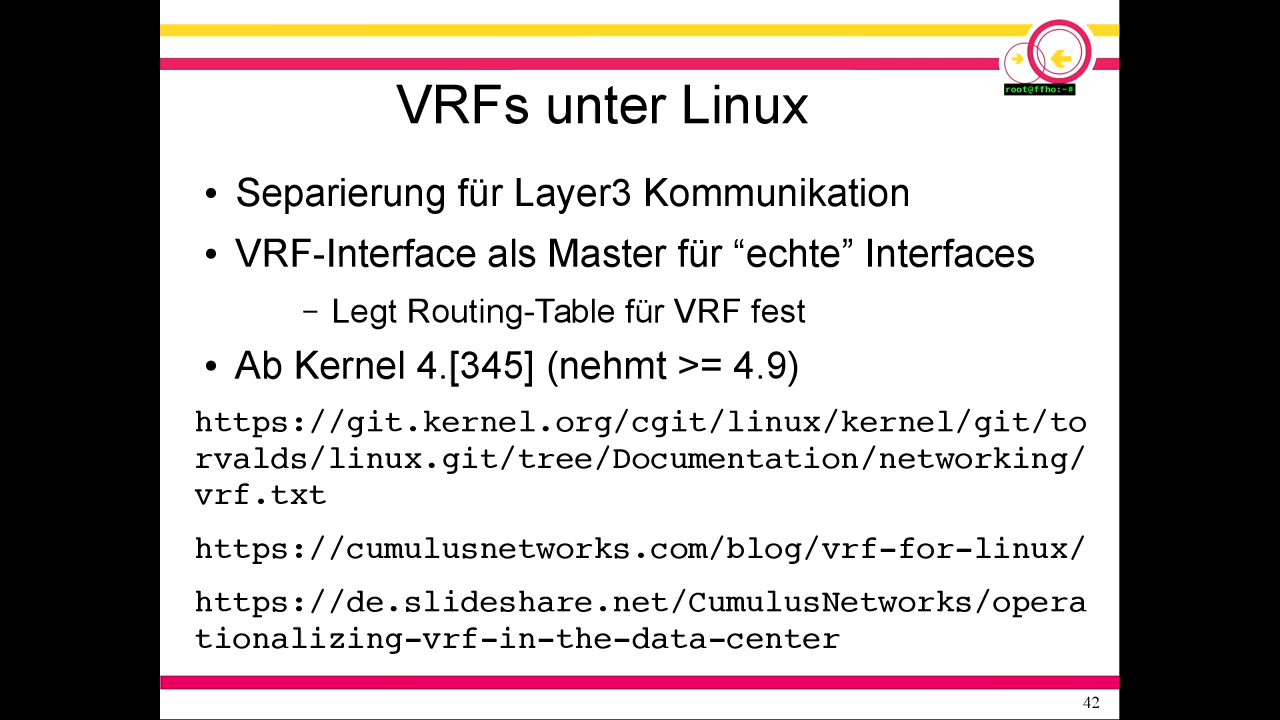 root@ffho:~#
VRFs unter Linux
• Separierung für Layer3 Kommunikation
• VRF-Interface als Master für “echte” Interfaces
– Legt Routing-Table für VRF fest
• Ab Kernel 4.[345] (nehmt >= 4.9)
https://git.kernel.org/cgit/linux/kernel/git/to
rvalds/linux.git/tree/Documentation/networking/
vrf.txt
https://cumulusnetworks.com/blog/vrf-for-linux/
https://de.slideshare.net/CumulusNetworks/opera
tionalizing-vrf-in-the-data-center
42